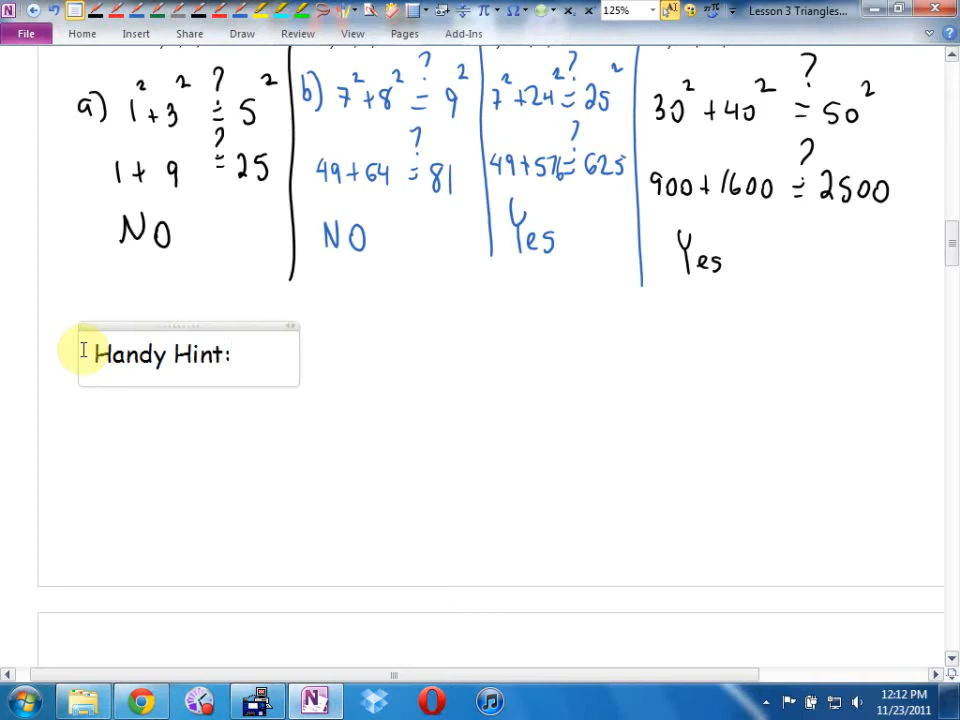 125%
Lesson 3 Triangles...
File Home Insert Share Draw Review View Pages Add-Ins
a) 1² + 3² ≟ 5²
1 + 9 ≟ 25
NO
b) 7² + 8² ≟ 9²
49 + 64 ≟ 81
NO
7² + 24² ≟ 25²
49 + 576 ≟ 625
Yes
30² + 40² ≟ 50²
900 + 1600 ≟ 2500
Yes
Handy Hint:
12:12 PM
11/23/2011